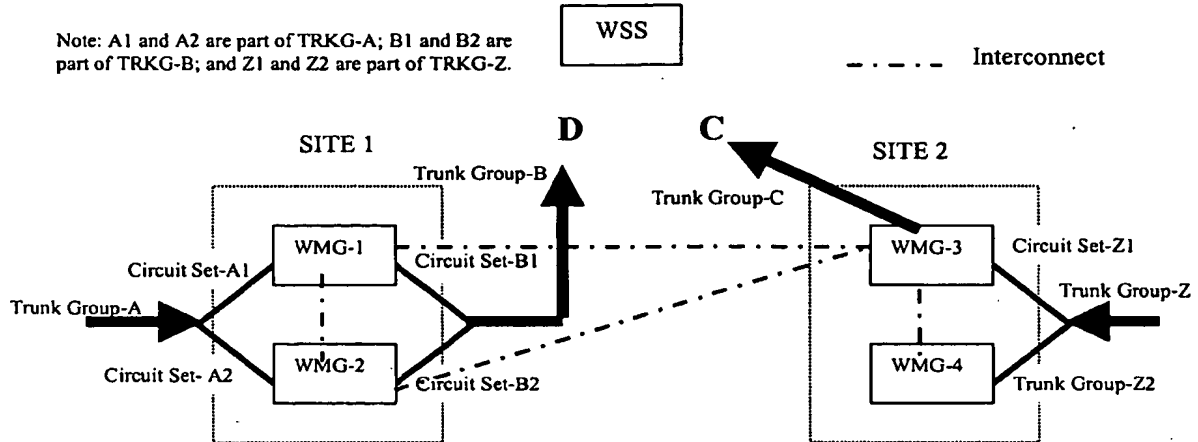 Note: A1 and A2 are part of TRKG-A; B1 and B2 are
part of TRKG-B; and Z1 and Z2 are part of TRKG-Z.
WSS
Interconnect
D
C
SITE 1
SITE 2
Trunk Group-B
Trunk Group-C
WMG-1
WMG-3
Circuit Set-A1
Circuit Set-B1
Circuit Set-Z1
Trunk Group-A
Trunk Group-Z
WMG-2
WMG-4
Circuit Set- A2
Circuit Set-B2
Trunk Group-Z2